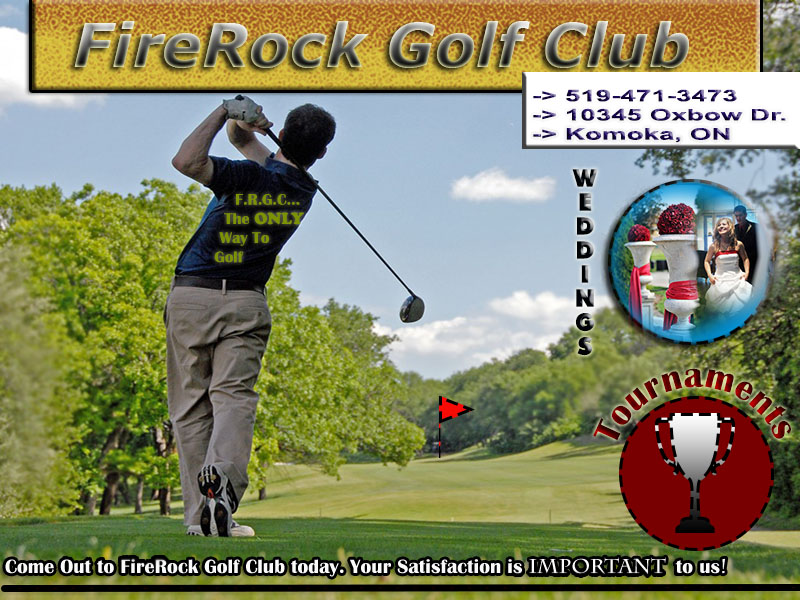 FireRock Golf Club
-> 519-471-3473
-> 10345 Oxbow Dr.
-> Komoka, ON
F.R.G.C...
The ONLY
Way To
Golf
WEDDINGS
Tournaments
Come Out to FireRock Golf Club today. Your Satisfaction is IMPORTANT to us!